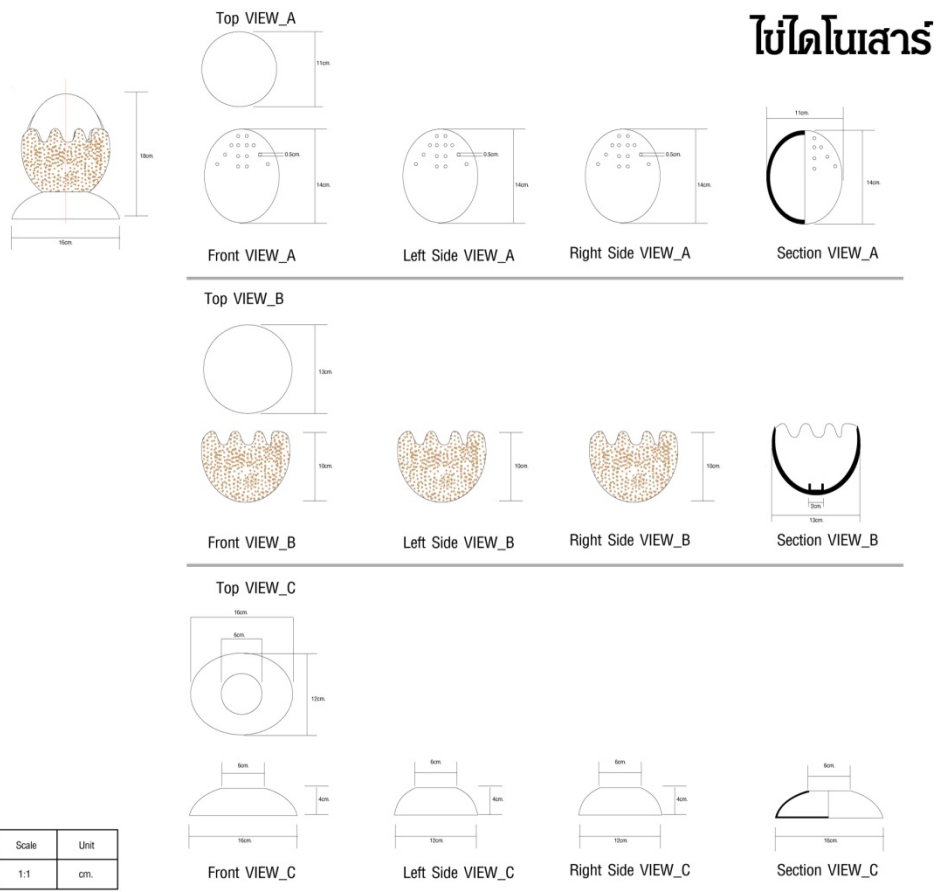 ไข่ไดโนเสาร์
18cm.
16cm.
Top VIEW_A
11cm.
0.5cm.
14cm.
0.5cm.
14cm.
0.5cm.
14cm.
11cm.
14cm.
Front VIEW_A
Left Side VIEW_A
Right Side VIEW_A
Section VIEW_A
Top VIEW_B
13cm.
10cm.
10cm.
10cm.
2cm.
13cm.
Front VIEW_B
Left Side VIEW_B
Right Side VIEW_B
Section VIEW_B
Top VIEW_C
16cm.
6cm.
12cm.
6cm.
4cm.
16cm.
6cm.
4cm.
12cm.
6cm.
4cm.
12cm.
6cm.
16cm.
Front VIEW_C
Left Side VIEW_C
Right Side VIEW_C
Section VIEW_C
Scale Unit
1:1 cm.